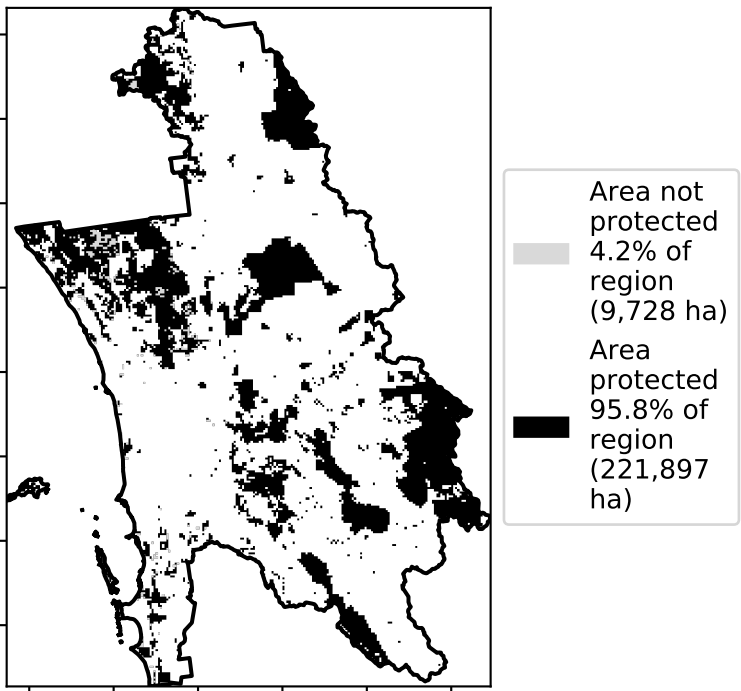 Area not
protected
4.2% of
region
(9,728 ha)
Area
protected
95.8% of
region
(221,897
ha)